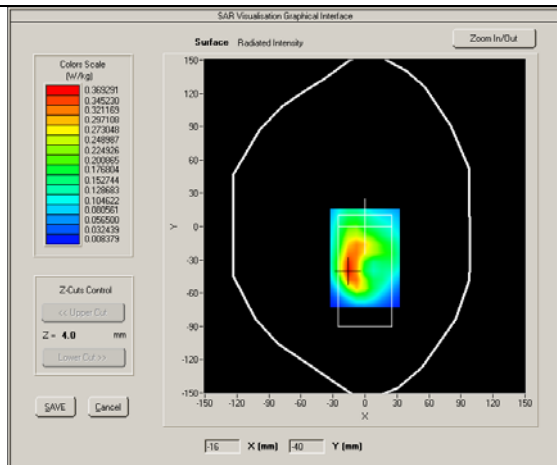 SAR Visualisation Graphical Interface
Surface Radiated Intensity
Zoom In/Out
Colors Scale
(W/kg)
0.369291
0.345230
0.321169
0.297108
0.273048
0.248987
0.224926
0.200865
0.176804
0.152744
0.128683
0.104622
0.080561
0.056500
0.032439
0.008379
Z-Cuts Control
<< Upper Cut
Z = 4.0 mm
Lower Cut >>
SAVE
Cancel
150
120
90
60
30
0
-30
-60
-90
-120
-150
Y
-150 -120 -90 -60 -30 0 30 60 90 120 150
X
-16 X (mm) -40 Y (mm)